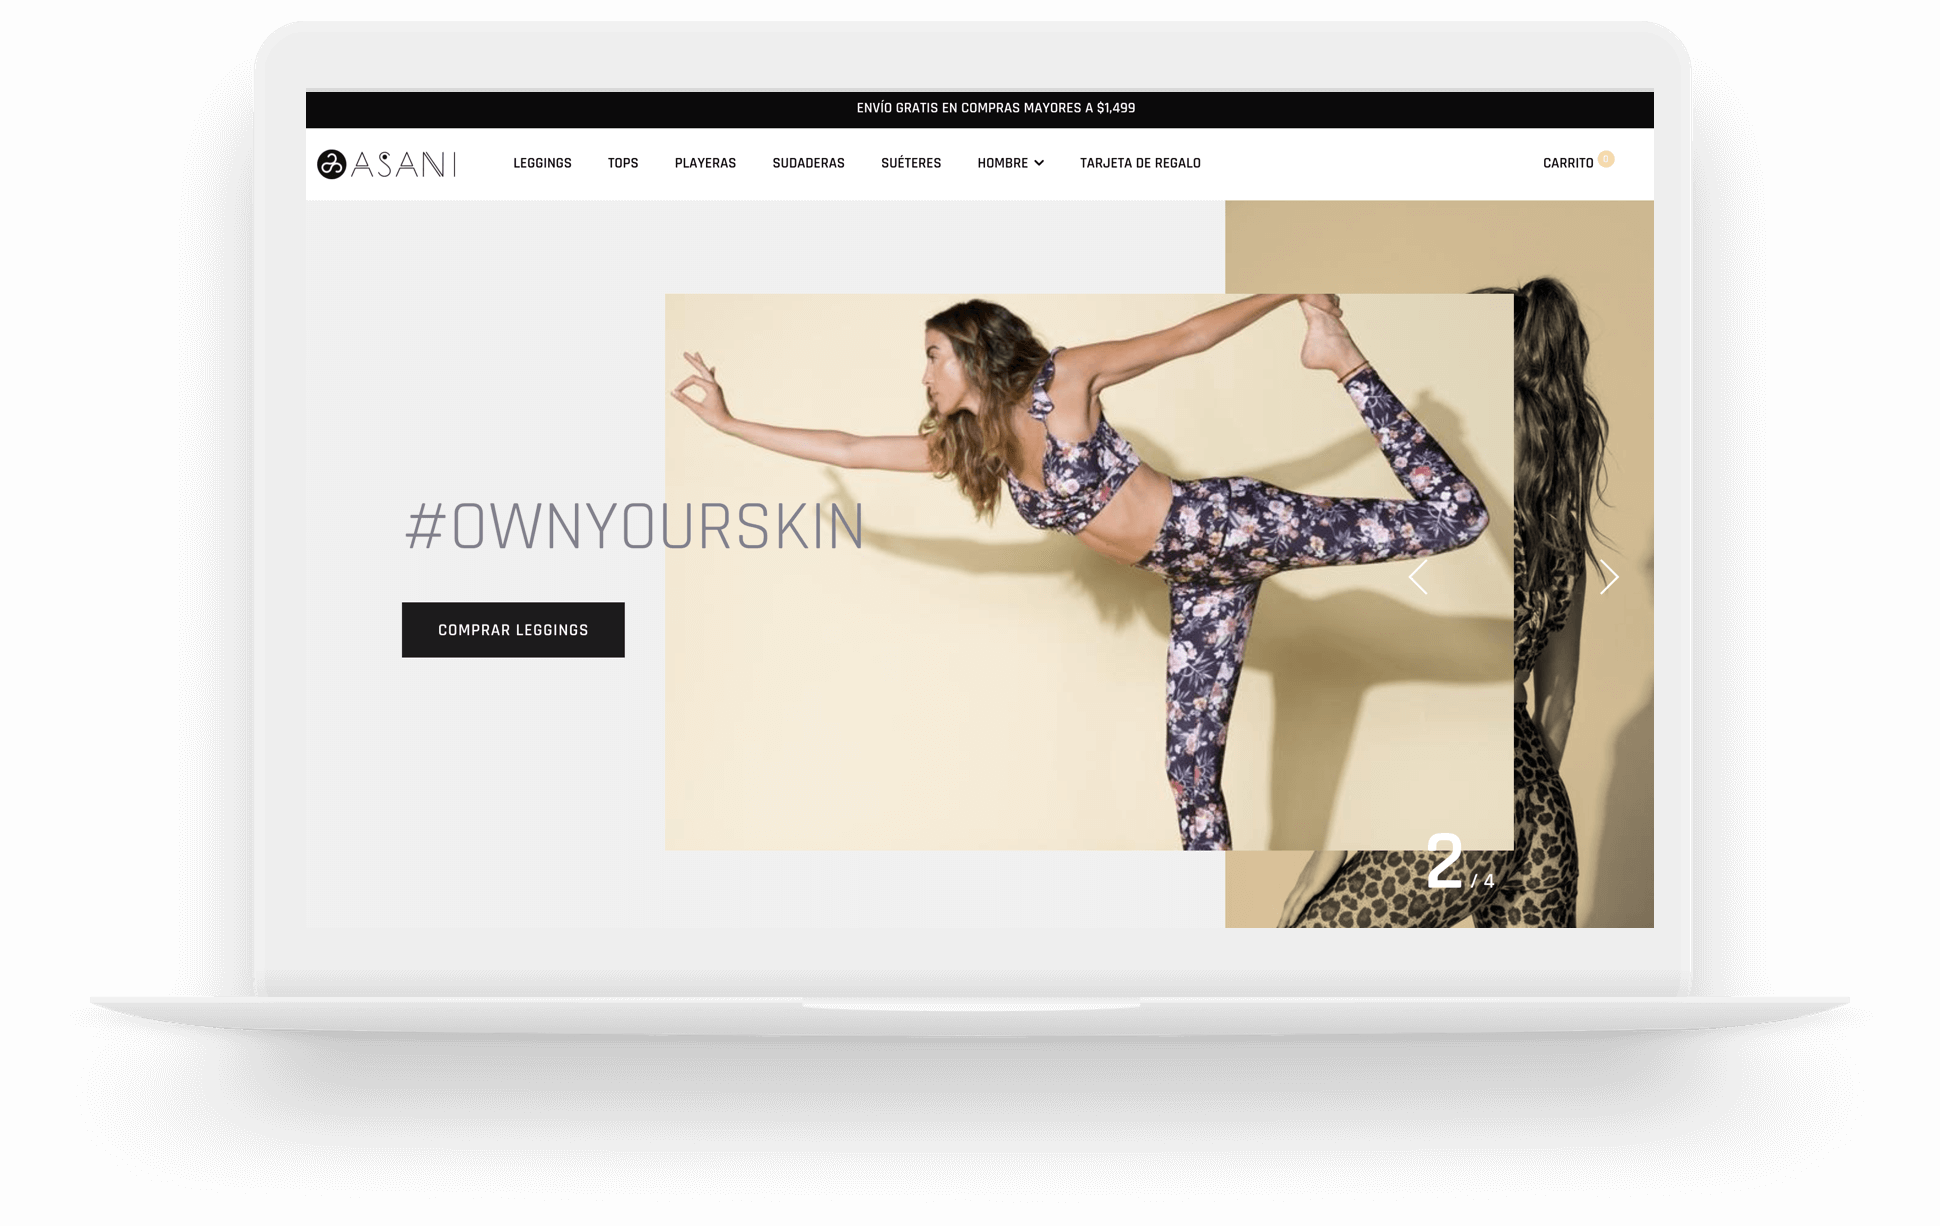 ENVÍO GRATIS EN COMPRAS MAYORES A $1,499
ASANI
LEGGINGS TOPS PLAYERAS SUDADERAS SUÉTERES HOMBRE TARJETA DE REGALO CARRITO 0
#OWNYOURSKIN
COMPRAR LEGGINGS
2 / 4